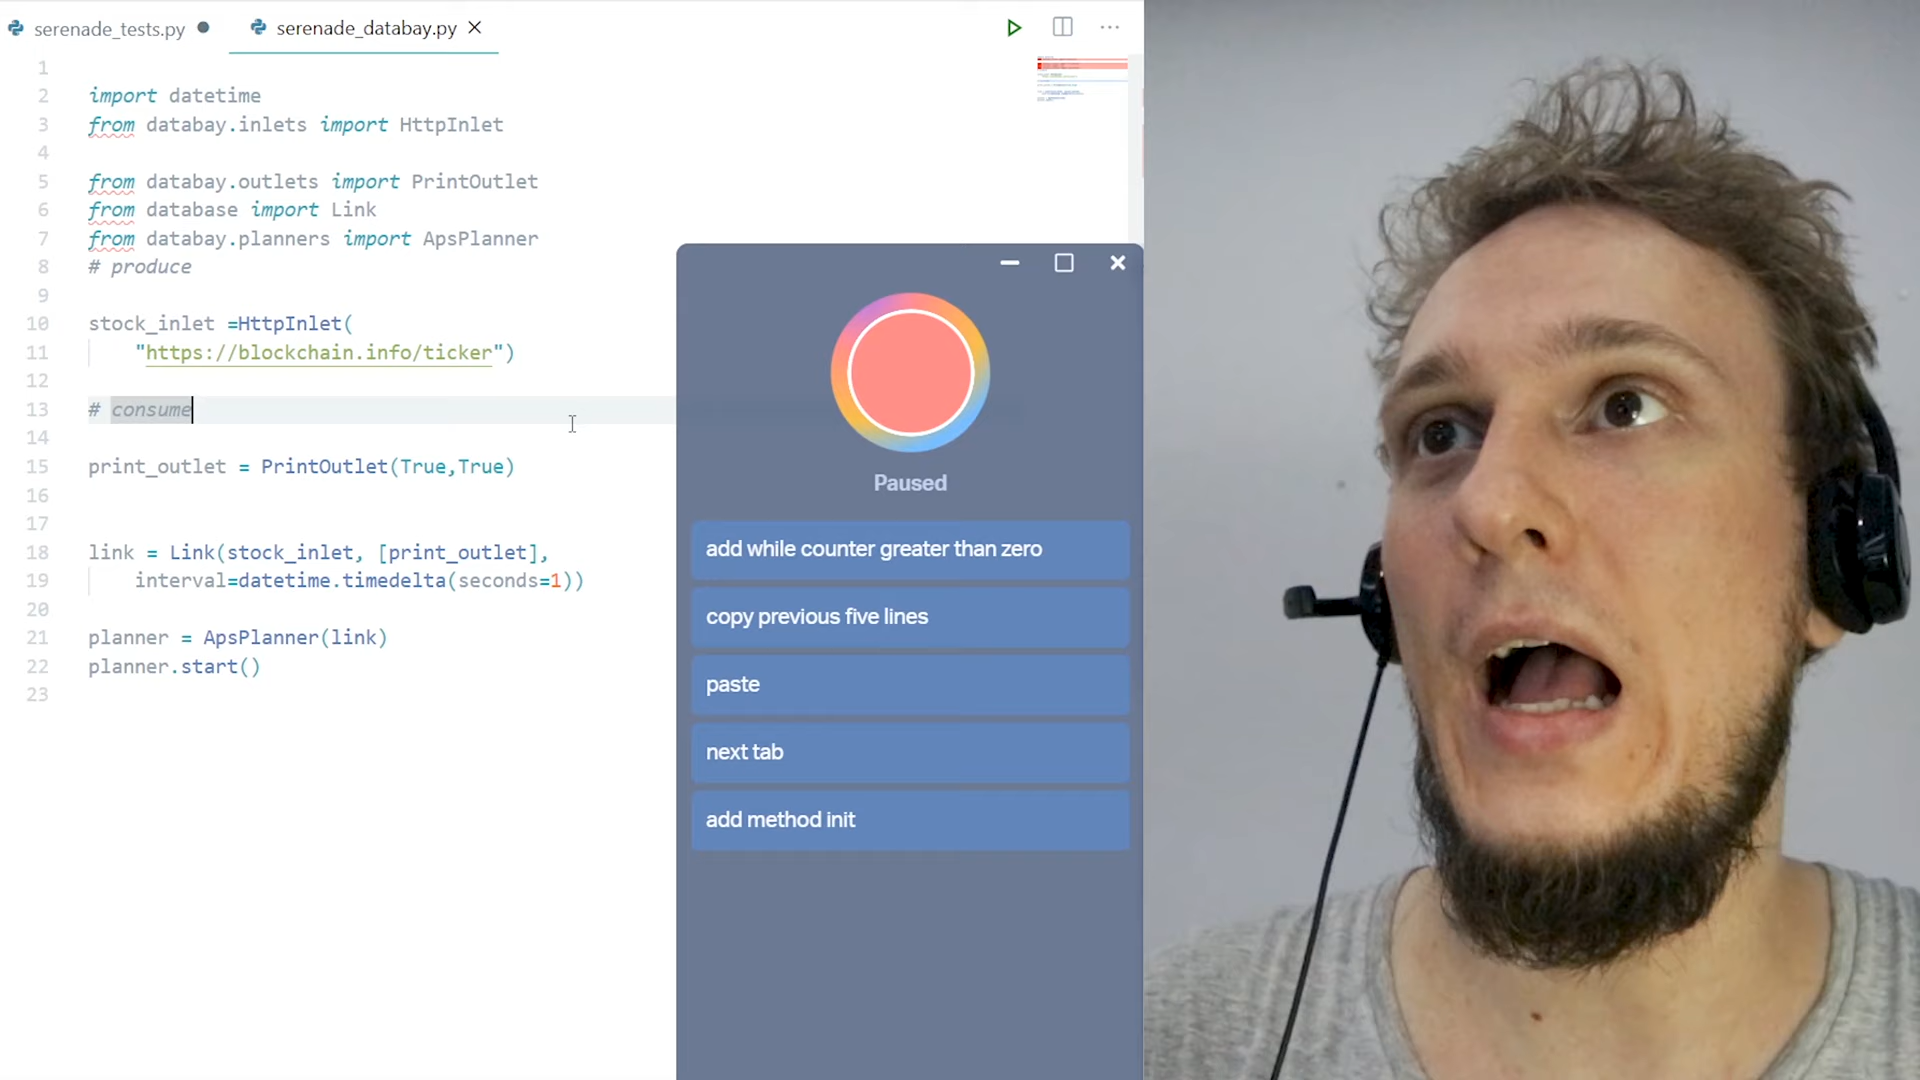 serenade_tests.py
serenade_databay.py
1
2 import datetime
3 from databay.inlets import HttpInlet
4
5 from databay.outlets import PrintOutlet
6 from database import Link
7 from databay.planners import ApsPlanner
8 # produce
9
10 stock_inlet =HttpInlet(
11 "https://blockchain.info/ticker")
12
13 # consume
14
15 print_outlet = PrintOutlet(True,True)
16
17
18 link = Link(stock_inlet, [print_outlet],
19 interval=datetime.timedelta(seconds=1))
20
21 planner = ApsPlanner(link)
22 planner.start()
23
Paused
add while counter greater than zero
copy previous five lines
paste
next tab
add method init